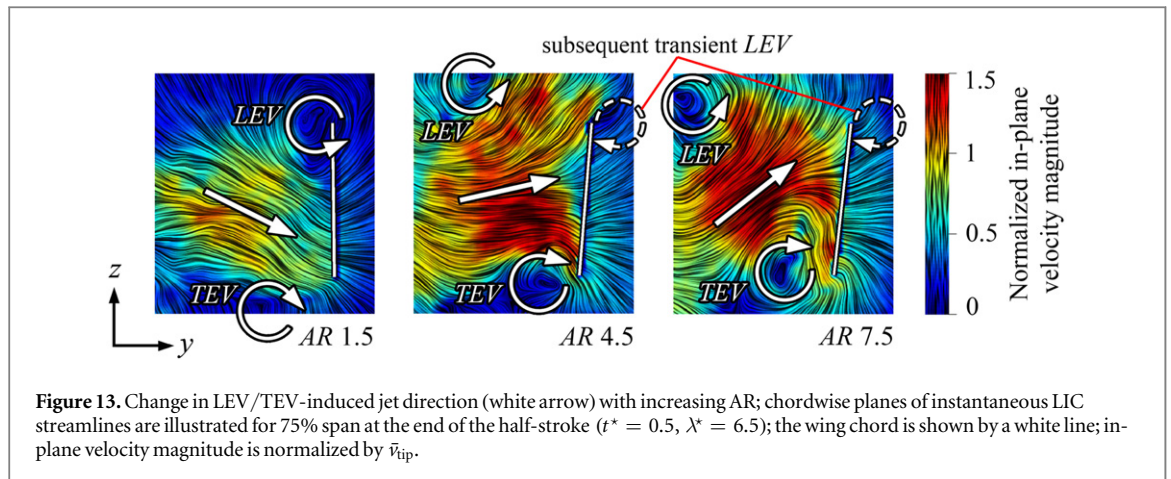 subsequent transient LEV
LEV
TEV
AR 1.5
LEV
TEV
AR 4.5
LEV
TEV
AR 7.5
z
y
1.5
1
0.5
0
Normalized in-plane
velocity magnitude
Figure 13. Change in LEV/TEV-induced jet direction (white arrow) with increasing AR; chordwise planes of instantaneous LIC
streamlines are illustrated for 75% span at the end of the half-stroke (t* = 0.5, λ* = 6.5); the wing chord is shown by a white line; in-
plane velocity magnitude is normalized by v̄tip.